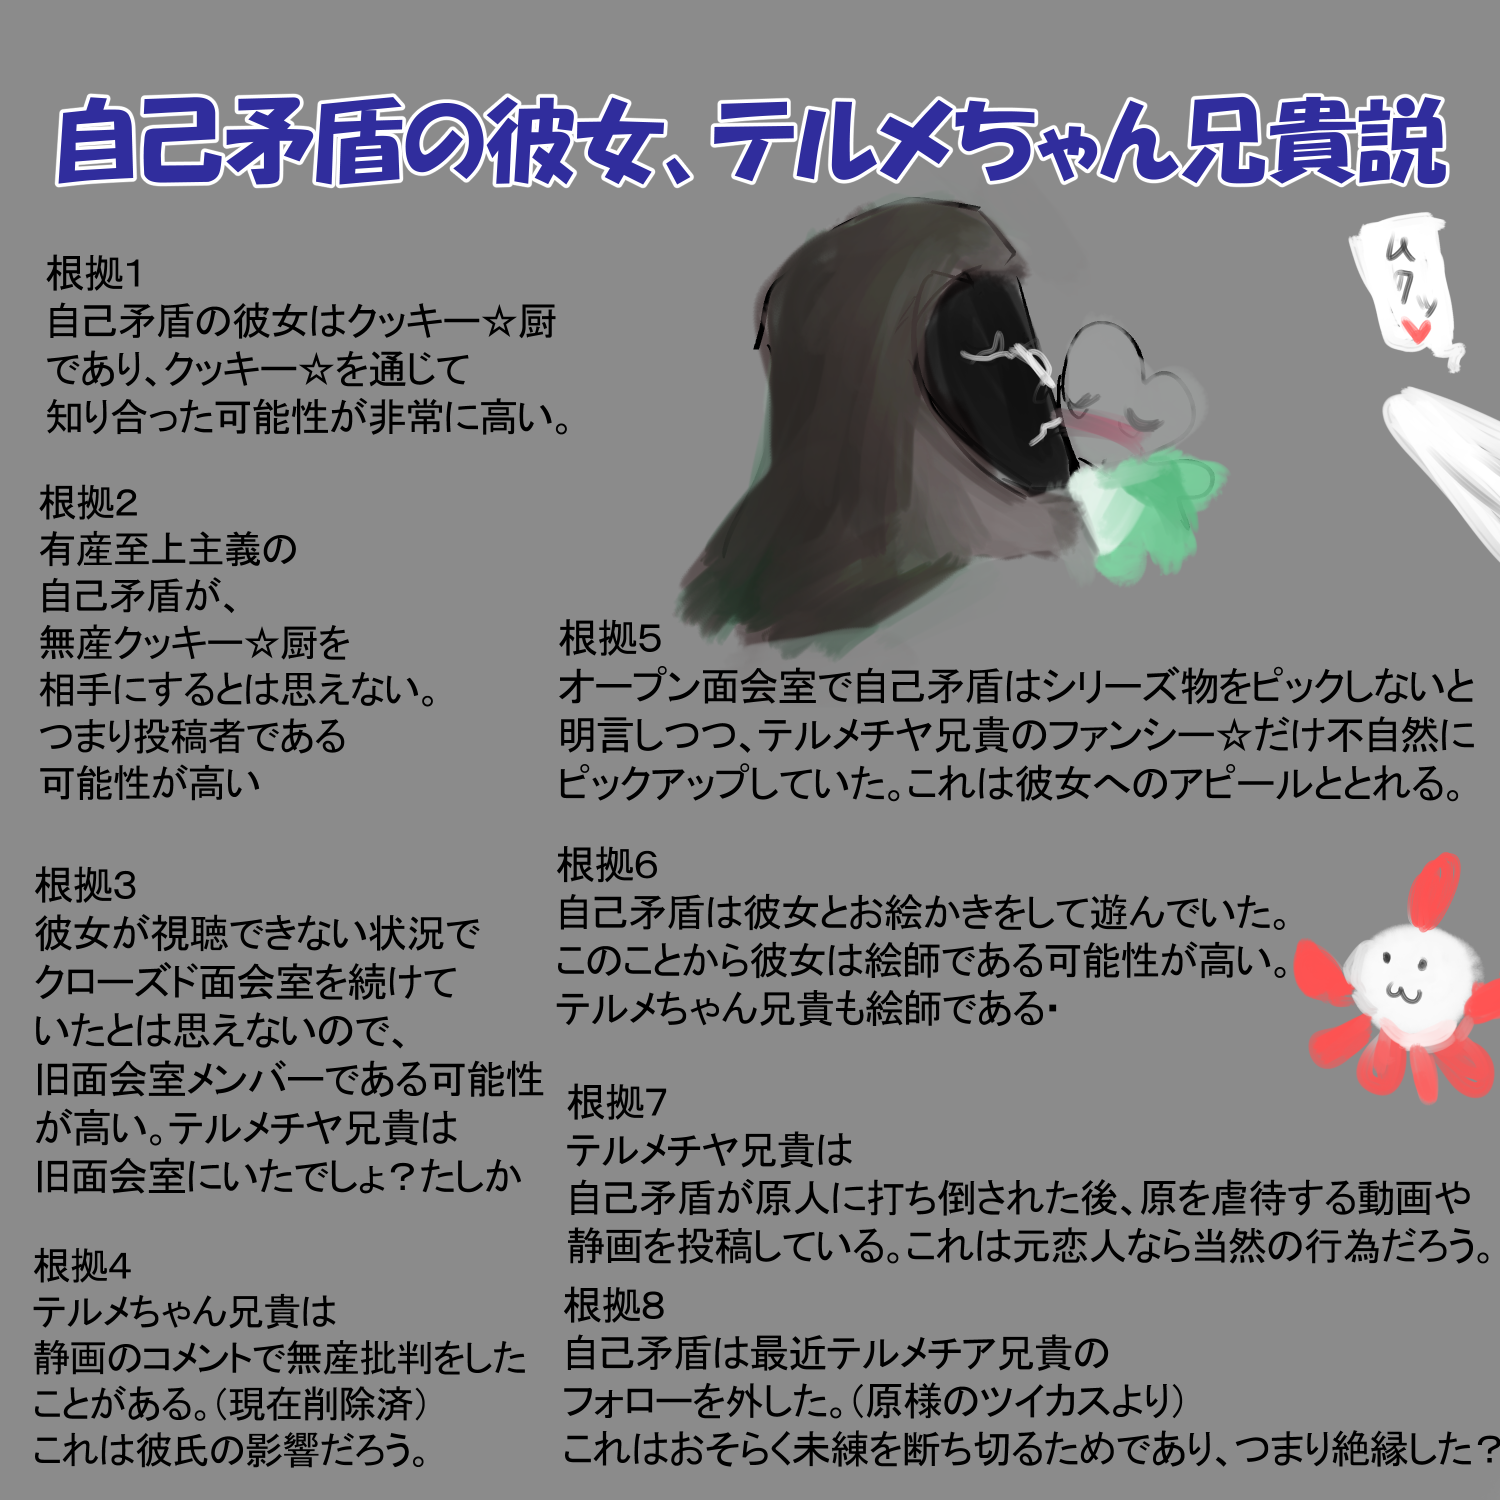 自己矛盾の彼女、テルメちゃん兄貴説
根拠1
自己矛盾の彼女はクッキー☆厨
であり、クッキー☆を通じて
知り合った可能性が非常に高い。
根拠2
有産至上主義の
自己矛盾が、
無産クッキー☆厨を
相手にするとは思えない。
つまり投稿者である
可能性が高い
根拠3
彼女が視聴できない状況で
クローズド面会室を続けて
いたとは思えないので、
旧面会室メンバーである可能性
が高い。テルメチヤ兄貴は
旧面会室にいたでしょ？たしか
根拠4
テルメちゃん兄貴は
静画のコメントで無産批判をした
ことがある。（現在削除済）
これは彼氏の影響だろう。
根拠5
オープン面会室で自己矛盾はシリーズ物をピックしないと
明言しつつ、テルメチヤ兄貴のファンシー☆だけ不自然に
ピックアップしていた。これは彼女へのアピールととれる。
根拠6
自己矛盾は彼女とお絵かきをして遊んでいた。
このことから彼女は絵師である可能性が高い。
テルメちゃん兄貴も絵師である･
根拠7
テルメチヤ兄貴は
自己矛盾が原人に打ち倒された後、原を虐待する動画や
静画を投稿している。これは元恋人なら当然の行為だろう。
根拠8
自己矛盾は最近テルメチア兄貴の
フォローを外した。（原様のツイカスより）
これはおそらく未練を断ち切るためであり、つまり絶縁した？